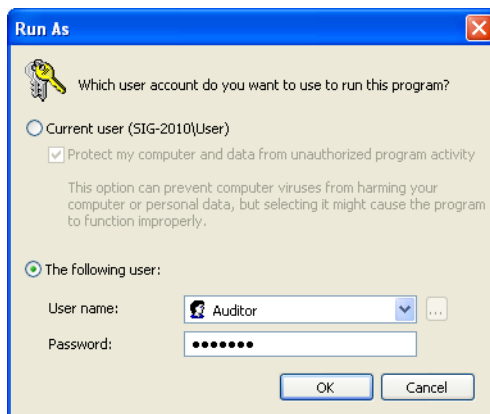 Run As
Which user account do you want to use to run this program?
Current user (SIG-2010\User)
Protect my computer and data from unauthorized program activity
This option can prevent computer viruses from harming your
computer or personal data, but selecting it might cause the program
to function improperly.
The following user:
User name:
Auditor
...
Password:
•••••••
OK
Cancel